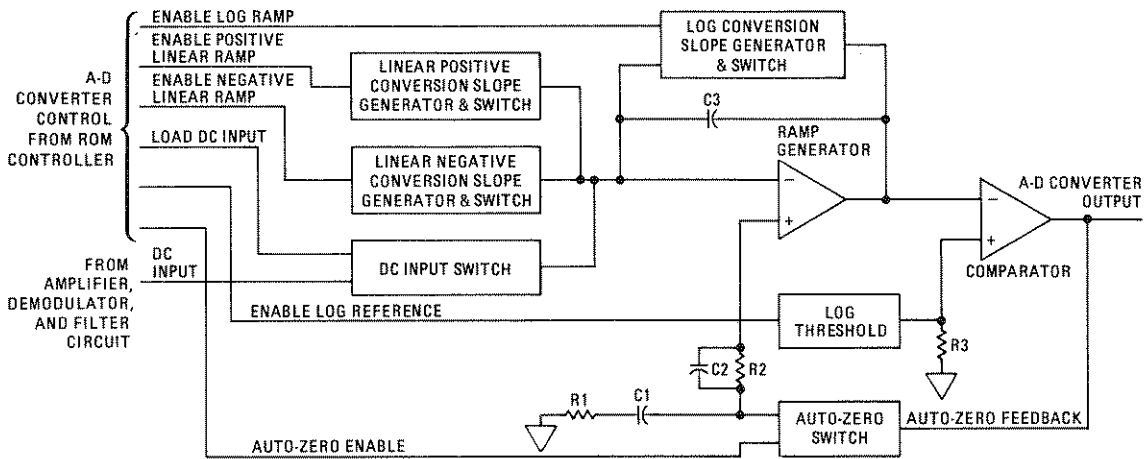 ENABLE LOG RAMP
ENABLE POSITIVE
LINEAR RAMP
ENABLE NEGATIVE
LINEAR RAMP
LOAD DC INPUT
A-D
CONVERTER
CONTROL
FROM ROM
CONTROLLER
DC
INPUT
FROM
AMPLIFIER,
DEMODULATOR,
AND FILTER
CIRCUIT
LINEAR POSITIVE
CONVERSION SLOPE
GENERATOR & SWITCH
LINEAR NEGATIVE
CONVERSION SLOPE
GENERATOR & SWITCH
DC INPUT SWITCH
LOG CONVERSION
SLOPE GENERATOR
& SWITCH
C3
RAMP
GENERATOR
−
+
A-D CONVERTER
OUTPUT
−
+
COMPARATOR
ENABLE LOG REFERENCE
LOG
THRESHOLD
R3
C2
R2
R1
C1
AUTO-ZERO
SWITCH
AUTO-ZERO FEEDBACK
AUTO-ZERO ENABLE